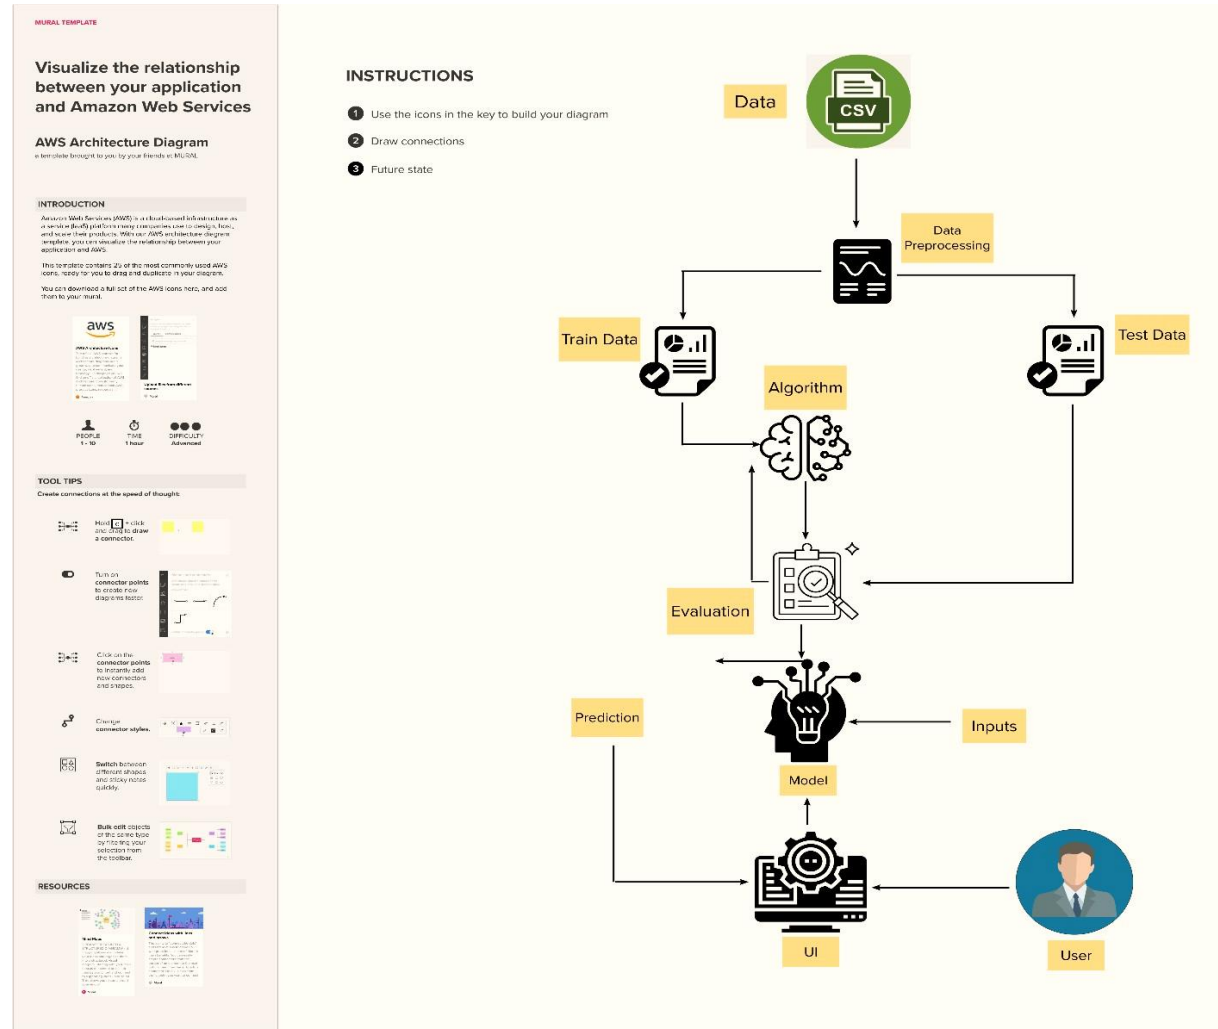 MURAL TEMPLATE
Visualize the relationship
between your application
and Amazon Web Services
AWS Architecture Diagram
a template brought to you by your friends at MURAL
INTRODUCTION
Amazon Web Services (AWS) is a cloud-based infrastructure as
a service (IaaS) platform many companies use to design, host,
and scale their products. With our AWS architecture diagram
template, you can visualize the relationship between your
application and AWS.
This template contains 25 of the most commonly used AWS
icons, ready for you to drag and duplicate in your diagram.
You can download a full set of the AWS icons here, and add
them to your mural.
aws
AWS Architecture Icons
PEOPLE
1 - 10
TIME
1 hour
DIFFICULTY
Advanced
TOOL TIPS
Create connections at the speed of thought:
Hold C + click
and drag to draw
a connector.
Turn on
connector points
to create new
diagrams faster.
Click on the
connector points
to instantly add
new connectors
and shapes.
Change
connector styles.
Switch between
different shapes
and sticky notes
quickly.
Bulk edit objects
of the same type
by filtering your
selection from
the toolbar.
RESOURCES
INSTRUCTIONS
1 Use the icons in the key to build your diagram
2 Draw connections
3 Future state
Data
CSV
Data
Preprocessing
Train Data
Test Data
Algorithm
Evaluation
Prediction
Inputs
Model
UI
User